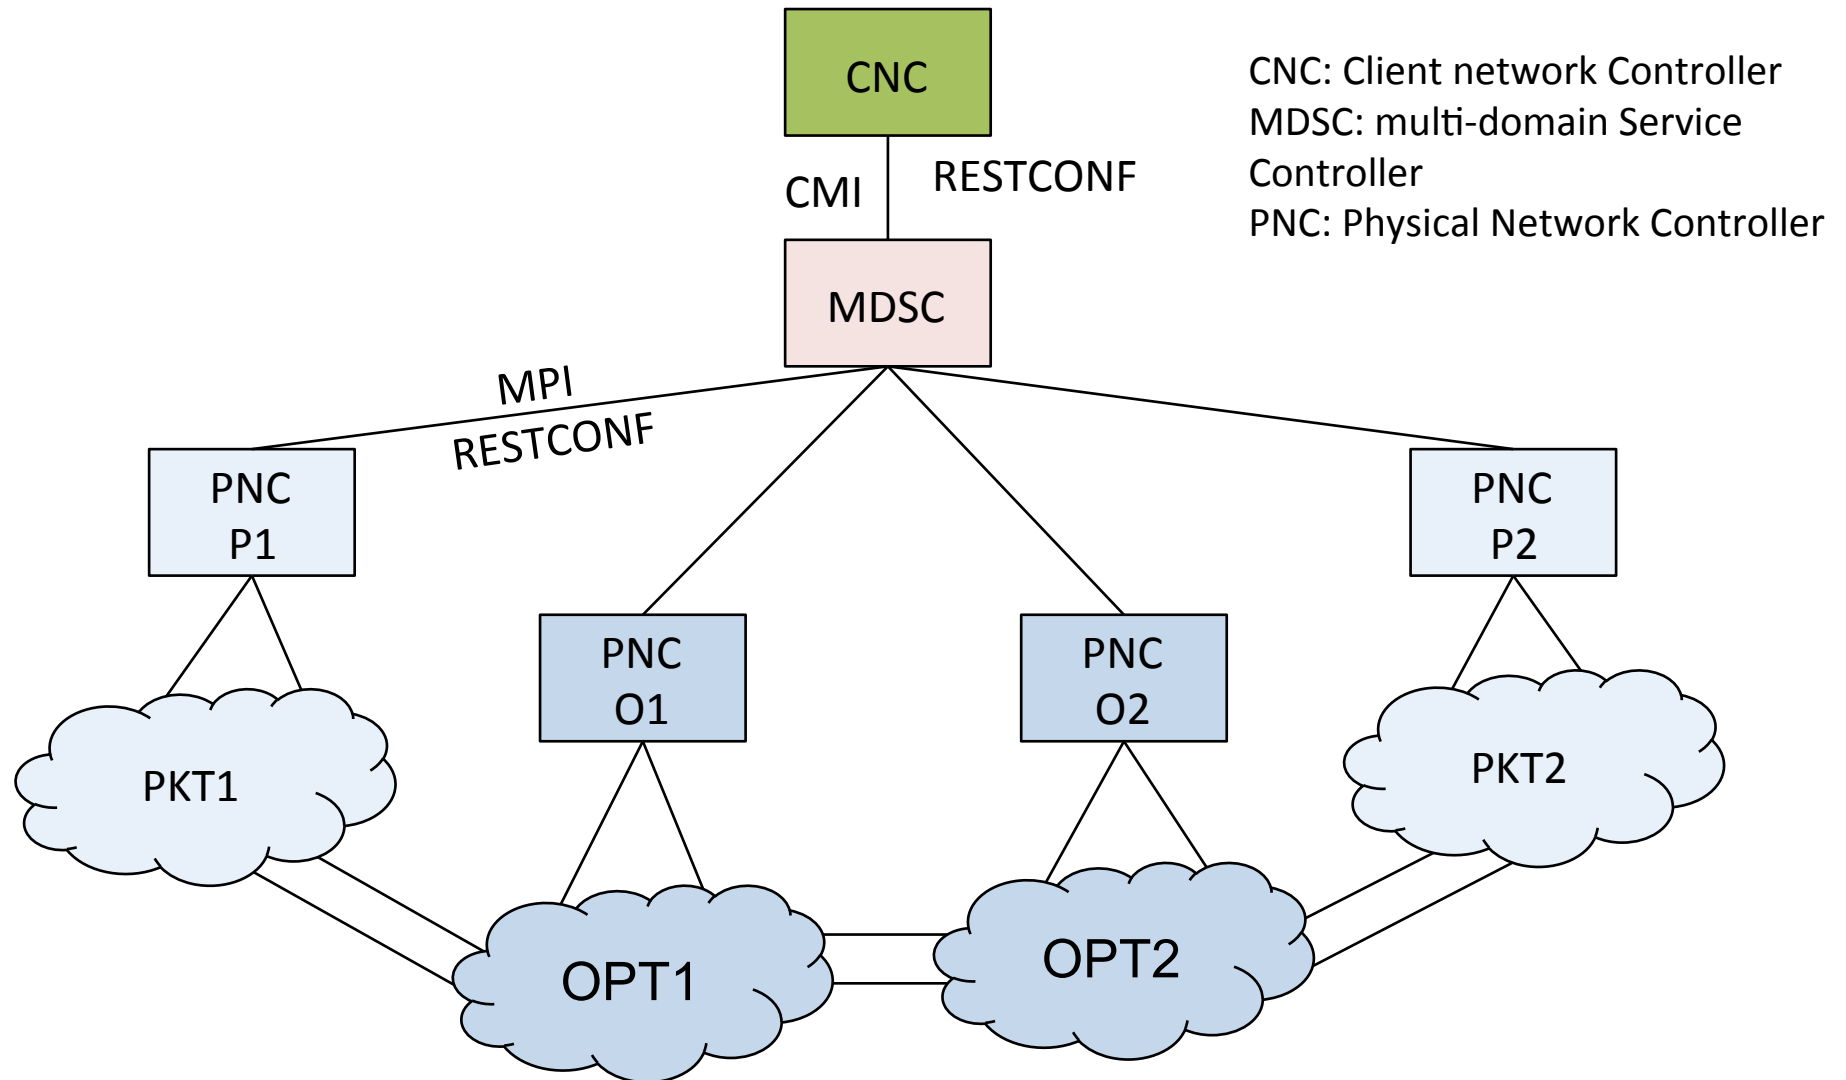 CNC
CNC: Client network Controller
MDSC: multi-domain Service
Controller
PNC: Physical Network Controller
CMI
RESTCONF
MDSC
MPI
RESTCONF
PNC
P1
PNC
P2
PNC
O1
PNC
O2
PKT1
PKT2
OPT1
OPT2